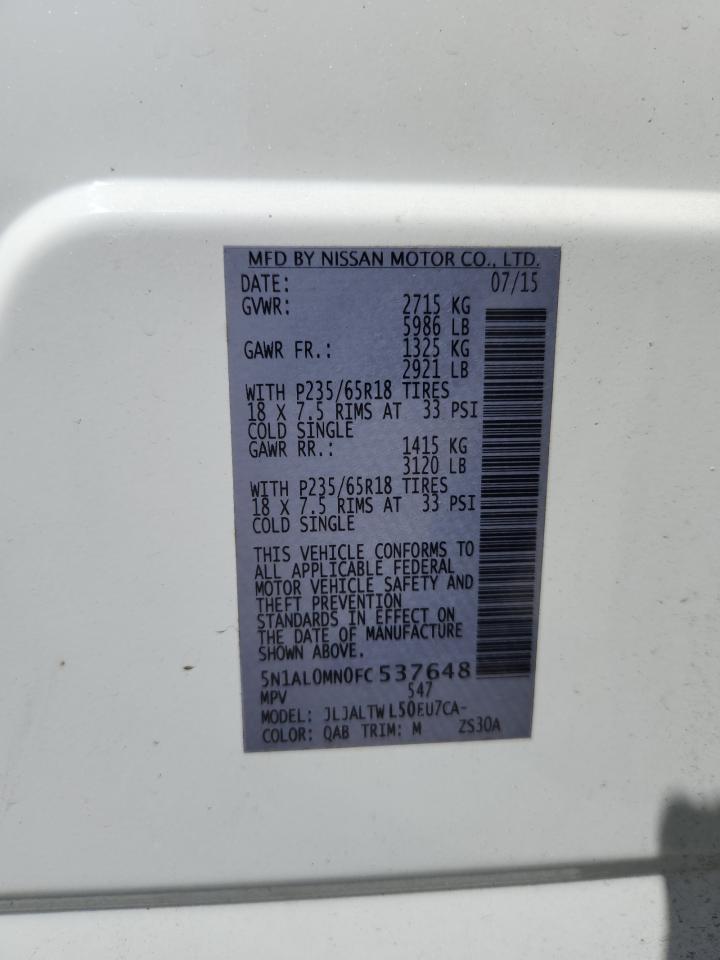 MFD BY NISSAN MOTOR CO., LTD.
DATE: 07/15
GVWR: 2715 KG
5986 LB
GAWR FR.: 1325 KG
2921 LB
WITH P235/65R18 TIRES
18 X 7.5 RIMS AT 33 PSI
COLD SINGLE
GAWR RR.: 1415 KG
3120 LB
WITH P235/65R18 TIRES
18 X 7.5 RIMS AT 33 PSI
COLD SINGLE
THIS VEHICLE CONFORMS TO
ALL APPLICABLE FEDERAL
MOTOR VEHICLE SAFETY AND
THEFT PREVENTION
STANDARDS IN EFFECT ON
THE DATE OF MANUFACTURE
SHOWN ABOVE.
5N1AL0MN0FC537648
MPV 547
MODEL: JLJALTWL50EU7CA-
COLOR: QAB TRIM: M ZS30A